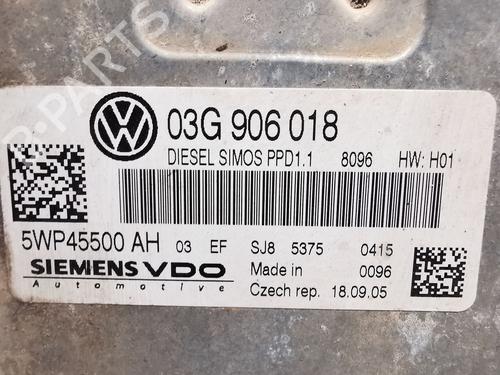 03G 906 018
DIESEL SIMOS PPD1.1 8096 HW: H01
5WP45500 AH 03 EF SJ8 5375 0415
SIEMENS VDO Made in 0096
Automotive Czech rep. 18.09.05